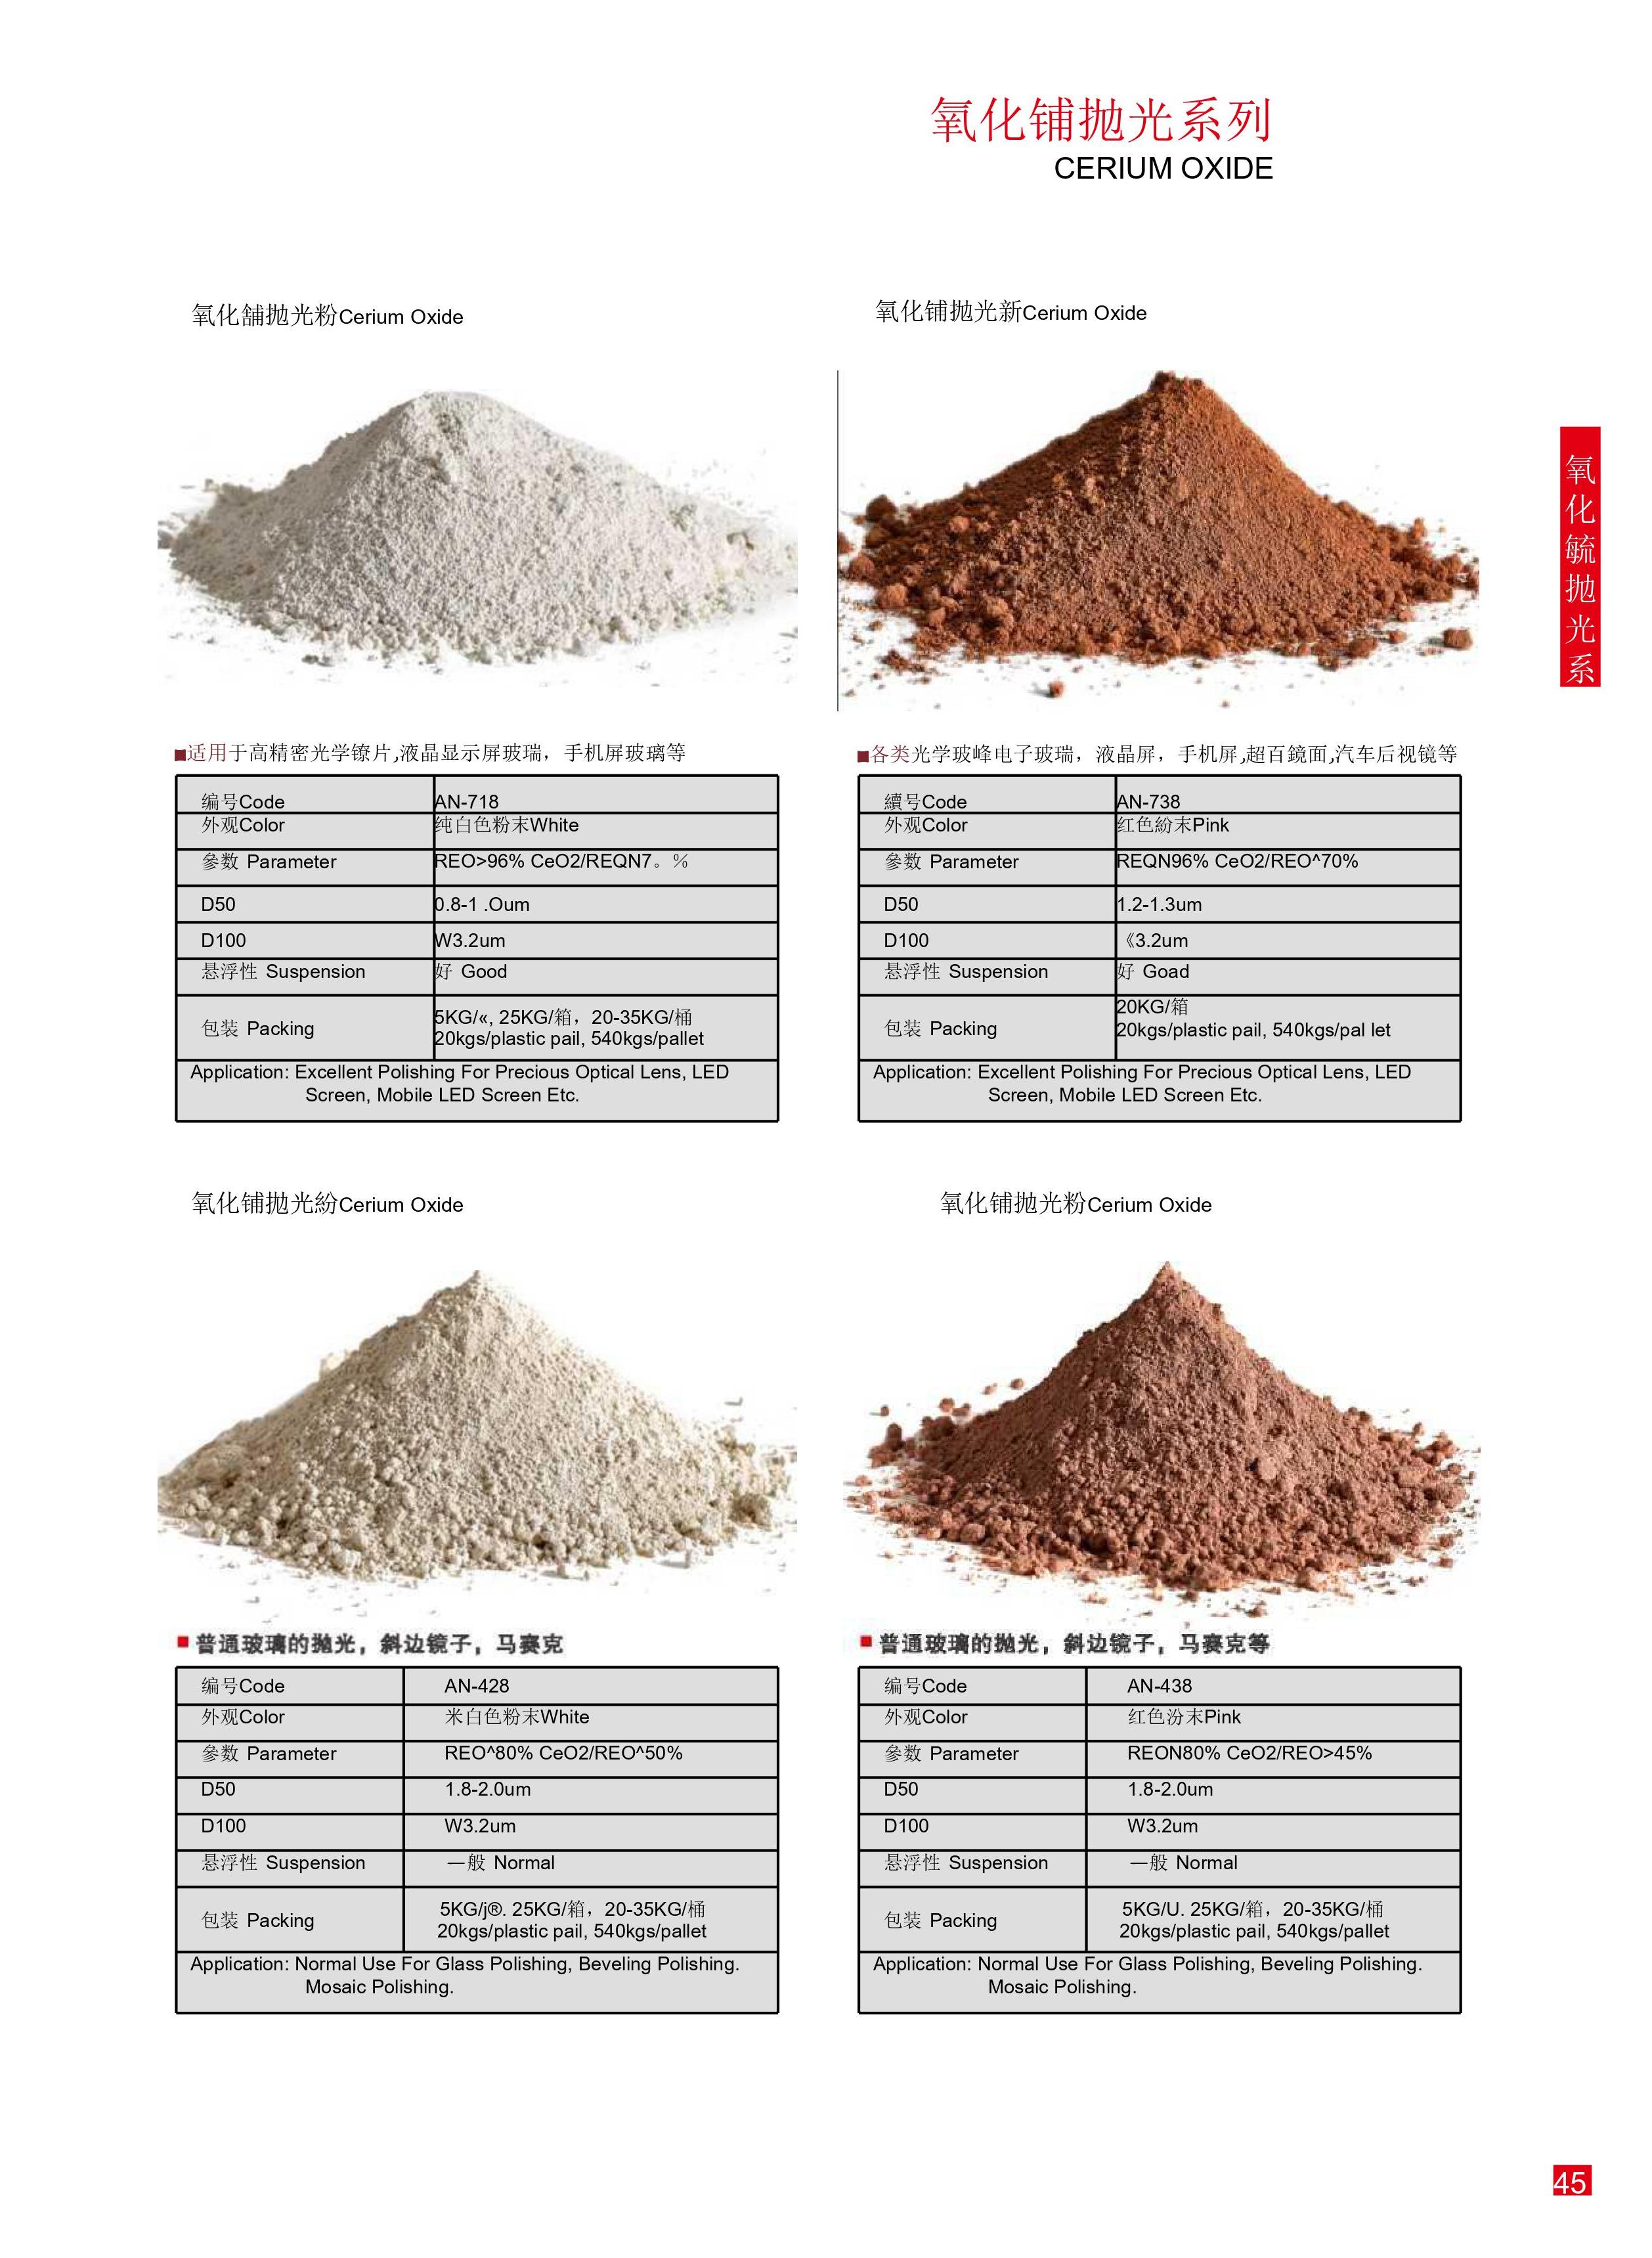 氧化铺抛光系列
CERIUM OXIDE
氧化舖抛光粉Cerium Oxide
■适用于高精密光学镣片,液晶显示屏玻瑞，手机屏玻璃等
编号Code AN-718
外观Color 纯白色粉末White
參数 Parameter REO>96% CeO2/REQN7。%
D50 0.8-1 .Oum
D100 W3.2um
悬浮性 Suspension 好 Good
包装 Packing 5KG/«, 25KG/箱，20-35KG/桶
20kgs/plastic pail, 540kgs/pallet
Application: Excellent Polishing For Precious Optical Lens, LED
Screen, Mobile LED Screen Etc.
氧化铺抛光新Cerium Oxide
■各类光学玻峰电子玻瑞，液晶屏，手机屏,超百鏡面,汽车后视镜等
續号Code AN-738
外观Color 红色紛末Pink
參数 Parameter REQN96% CeO2/REO^70%
D50 1.2-1.3um
D100 《3.2um
悬浮性 Suspension 好 Goad
包装 Packing 20KG/箱
20kgs/plastic pail, 540kgs/pal let
Application: Excellent Polishing For Precious Optical Lens, LED
Screen, Mobile LED Screen Etc.
氧化铺抛光紛Cerium Oxide
■ 普通玻璃的抛光，斜边镜子，马赛克
编号Code AN-428
外观Color 米白色粉末White
參数 Parameter REO^80% CeO2/REO^50%
D50 1.8-2.0um
D100 W3.2um
悬浮性 Suspension 一般 Normal
包装 Packing 5KG/j®. 25KG/箱，20-35KG/桶
20kgs/plastic pail, 540kgs/pallet
Application: Normal Use For Glass Polishing, Beveling Polishing.
Mosaic Polishing.
氧化铺抛光粉Cerium Oxide
■ 普通玻璃的抛光，斜边镜子，马赛克等
编号Code AN-438
外观Color 红色汾末Pink
參数 Parameter REON80% CeO2/REO>45%
D50 1.8-2.0um
D100 W3.2um
悬浮性 Suspension 一般 Normal
包装 Packing 5KG/U. 25KG/箱，20-35KG/桶
20kgs/plastic pail, 540kgs/pallet
Application: Normal Use For Glass Polishing, Beveling Polishing.
Mosaic Polishing.
氧化毓抛光系
45